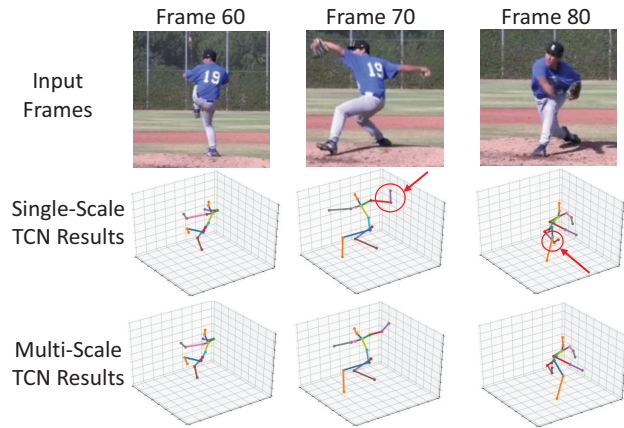 Frame 60
Frame 70
Frame 80
Input
Frames
19
19
Single-Scale
TCN Results
Multi-Scale
TCN Results